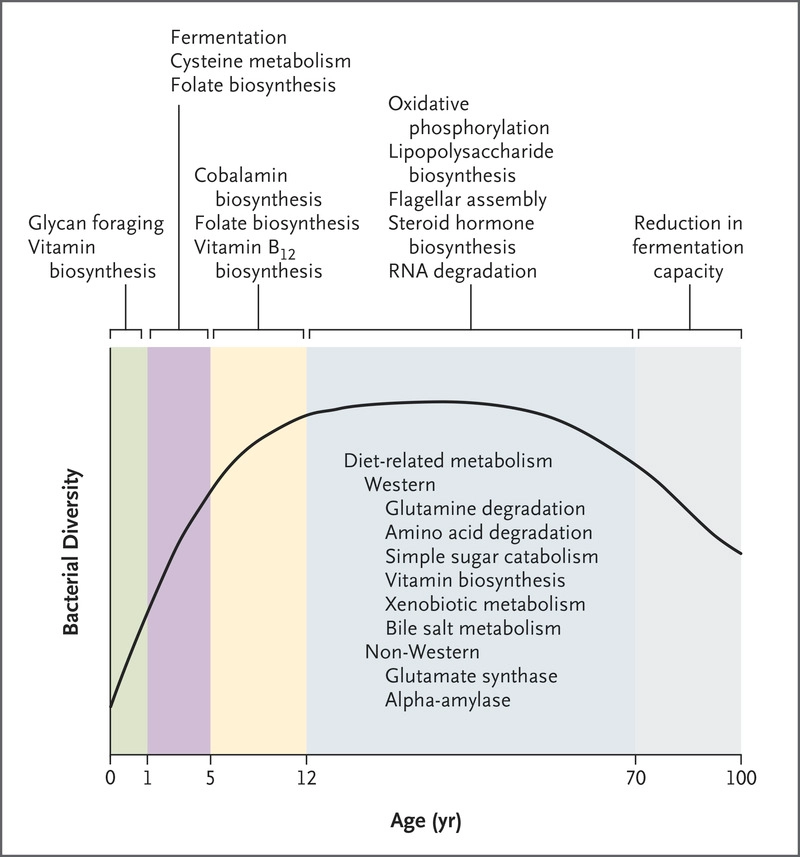 Fermentation
Cysteine metabolism
Folate biosynthesis
Oxidative
phosphorylation
Lipopolysaccharide
biosynthesis
Flagellar assembly
Steroid hormone
biosynthesis
RNA degradation
Cobalamin
biosynthesis
Folate biosynthesis
Vitamin B12
biosynthesis
Glycan foraging
Vitamin
biosynthesis
Reduction in
fermentation
capacity
Bacterial Diversity
Diet-related metabolism
Western
Glutamine degradation
Amino acid degradation
Simple sugar catabolism
Vitamin biosynthesis
Xenobiotic metabolism
Bile salt metabolism
Non-Western
Glutamate synthase
Alpha-amylase
0 1 5 12 70 100
Age (yr)